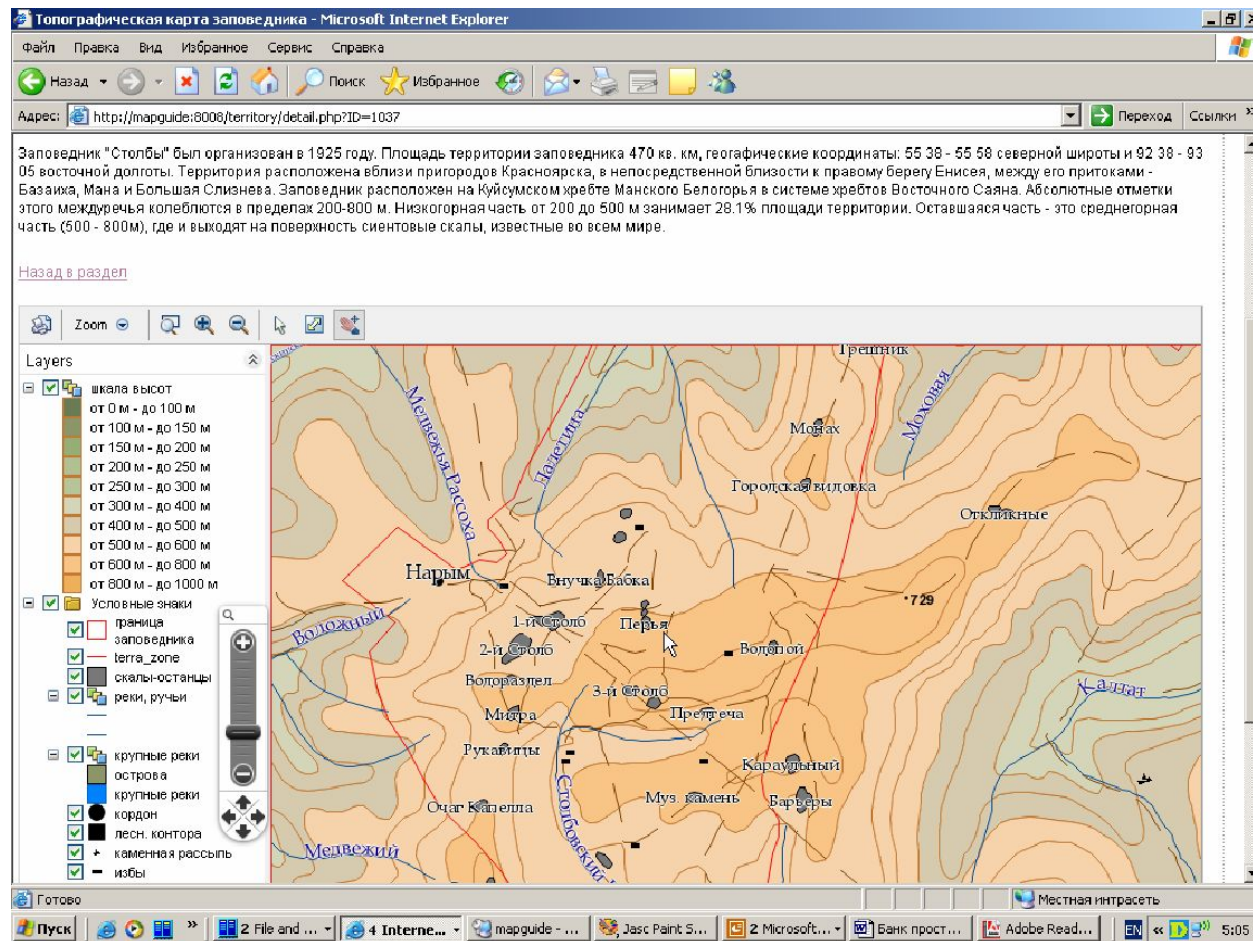 Топографическая карта заповедника - Microsoft Internet Explorer
Файл Правка Вид Избранное Сервис Справка
Назад Поиск Избранное
Адрес: http://mapguide:8008/territory/detail.php?ID=1037 Переход Ссылки
Заповедник "Столбы" был организован в 1925 году. Площадь территории заповедника 470 кв. км, геогафические координаты: 55 38 - 55 58 северной широты и 92 38 - 93
05 восточной долготы. Территория расположена вблизи пригородов Красноярска, в непосредственной близости к правому берегу Енисея, между его притоками -
Базаиха, Мана и Большая Слизнева. Заповедник расположен на Куйсумском хребте Манского Белогорья в системе хребтов Восточного Саяна. Абсолютные отметки
этого междуречья колеблются в пределах 200-800 м. Низкогорная часть от 200 до 500 м занимает 28.1% площади территории. Оставшаяся часть - это среднегорная
часть (500 - 800м), где и выходят на поверхность сиентовые скалы, известные во всем мире.
Назад в раздел
Zoom
Layers
шкала высот
от 0 м - до 100 м
от 100 м - до 150 м
от 150 м - до 200 м
от 200 м - до 250 м
от 250 м - до 300 м
от 300 м - до 400 м
от 400 м - до 500 м
от 500 м - до 600 м
от 600 м - до 800 м
от 800 м - до 1000 м
Условные знаки
граница
заповедника
terra_zone
скалы-останцы
реки, ручьи
крупные реки
острова
крупные реки
кордон
лесн. контора
каменная рассыпь
избы
Трешник
Медвежья Рассоха
Лалетина
Моховая
Монах
Городская видовка
Откликные
Нарым
Внучка Бабка
729
Воложный
1-й Столб
Перья
2-й Столб
Водопой
Водораздел
3-й Столб
Калтат
Митра
Предтеча
Рукавицы
Караульный
Столбовский
Муз. камень
Барьеры
Очаг Капелла
Медвежий
Готово Местная интрасеть
Пуск 2 File and ... 4 Interne... mapguide - ... Jasc Paint S... 2 Microsoft... Банк прост... Adobe Read... EN 5:05